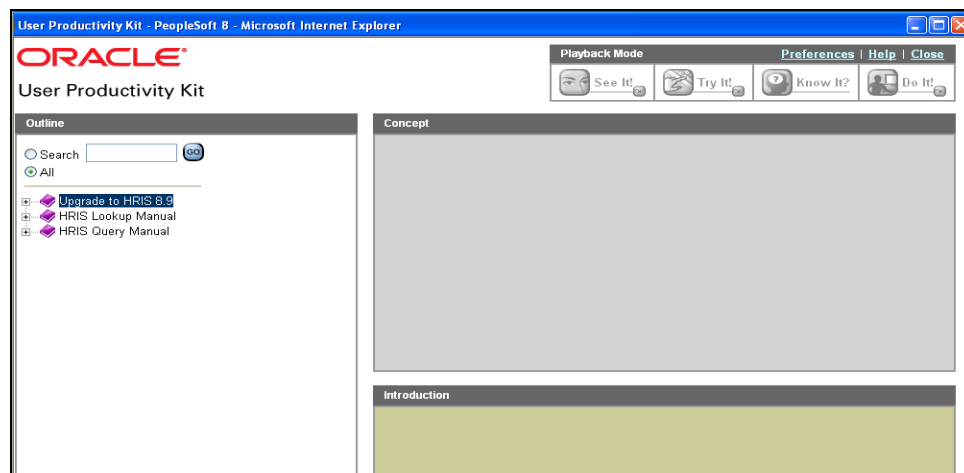 User Productivity Kit - PeopleSoft 8 - Microsoft Internet Explorer
ORACLE®
User Productivity Kit
Playback Mode
Preferences | Help | Close
See It!
Try It!
Know It?
Do It!
Outline
Search
GO
All
Upgrade to HRIS 8.9
HRIS Lookup Manual
HRIS Query Manual
Concept
Introduction